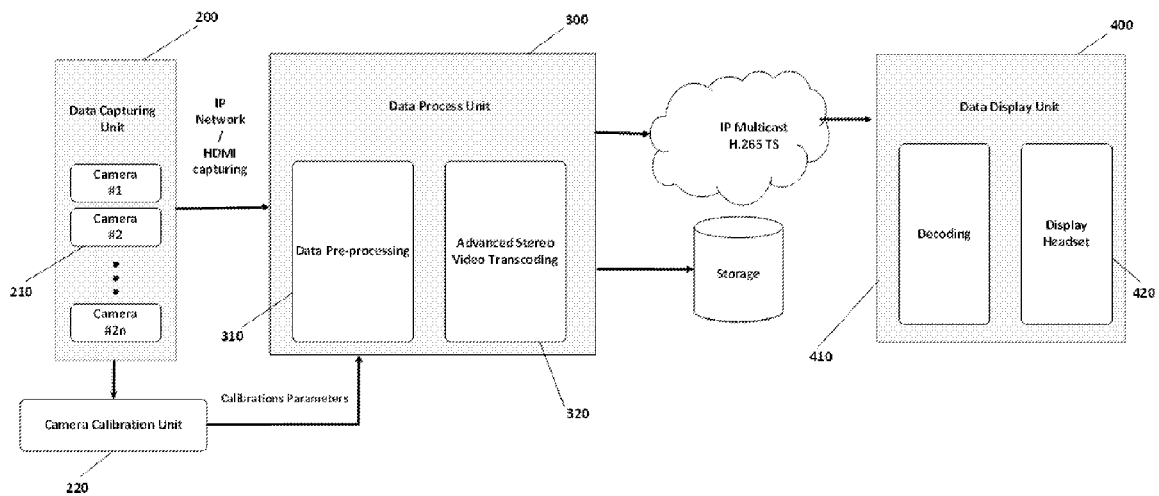 200
Data Capturing
Unit
Camera
#1
Camera
#2
Camera
#2n
210
IP
Network
/
HDMI
capturing
Camera Calibration Unit
220
Calibrations Parameters
300
Data Process Unit
Data Pre-processing
310
Advanced Stereo
Video Transcoding
320
IP Multicast
H.265 TS
Storage
400
Data Display Unit
Decoding
410
Display
Headset
420